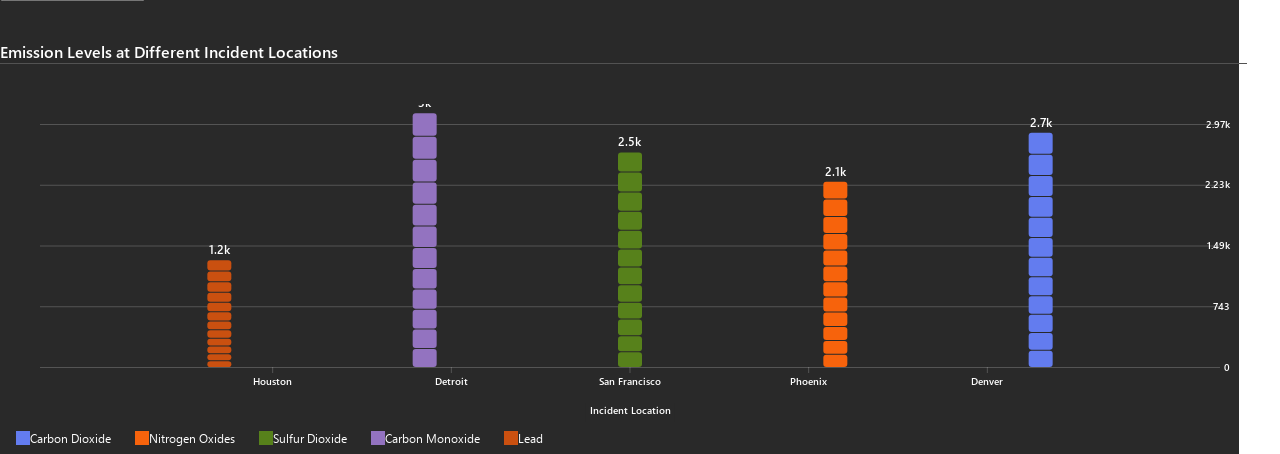 Emission Levels at Different Incident Locations
2.97k
2.23k
1.49k
743
0
1.2k
2.5k
2.1k
2.7k
Houston Detroit San Francisco Phoenix Denver
Incident Location
Carbon Dioxide Nitrogen Oxides Sulfur Dioxide Carbon Monoxide Lead